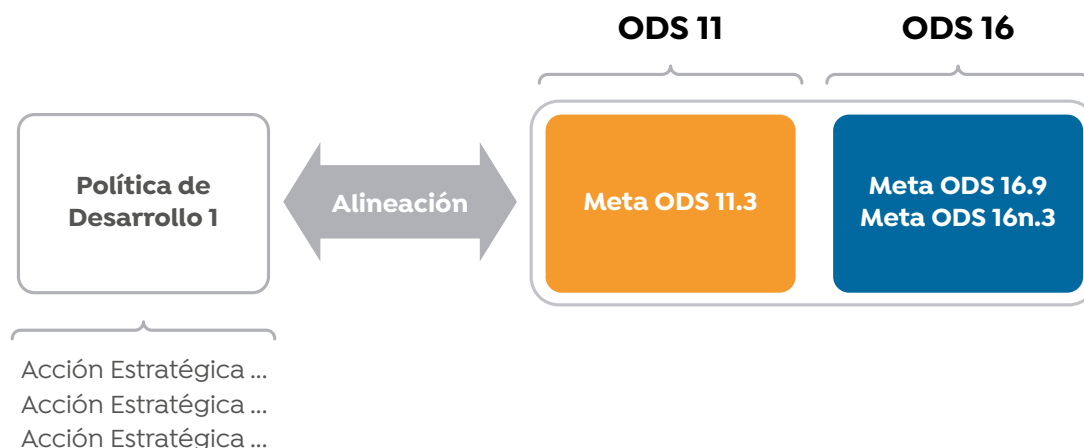 ODS 11
ODS 16
Política de
Desarrollo 1
Alineación
Meta ODS 11.3
Meta ODS 16.9
Meta ODS 16n.3
Acción Estratégica ...
Acción Estratégica ...
Acción Estratégica ...